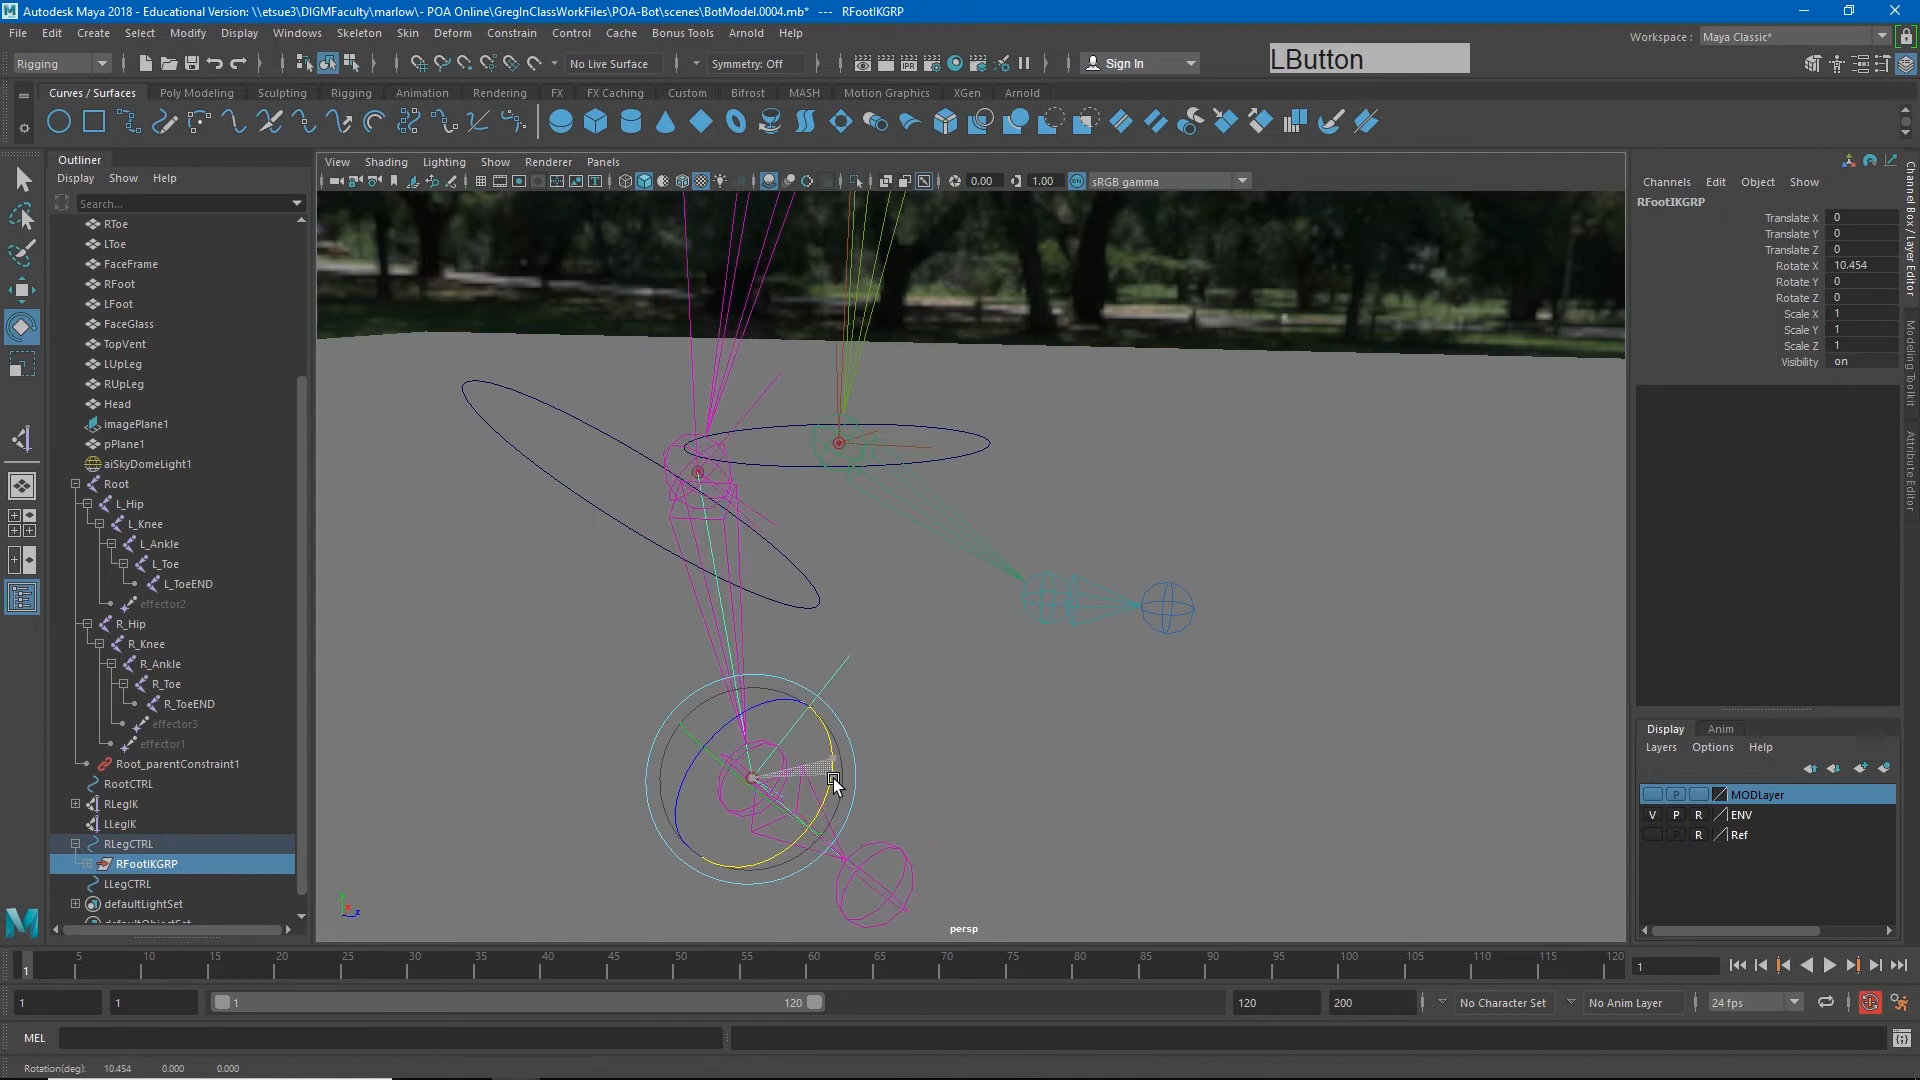 Autodesk Maya 2018 - Educational Version: \\etsue3\DIGMFaculty\marlow\- POA Online\GregInClassWorkFiles\POA-Bot\scenes\BotModel.0004.mb* --- RFootIKGRP
File Edit Create Select Modify Display Windows Skeleton Skin Deform Constrain Control Cache Bonus Tools Arnold Help
Workspace : Maya Classic*
Rigging No Live Surface Symmetry: Off Sign In LButton
Curves / Surfaces Poly Modeling Sculpting Rigging Animation Rendering FX FX Caching Custom Bifrost MASH Motion Graphics XGen Arnold
Outliner
Display Show Help
Search...
RToe
LToe
FaceFrame
RFoot
LFoot
FaceGlass
TopVent
LUpLeg
RUpLeg
Head
imagePlane1
pPlane1
aiSkyDomeLight1
Root
L_Hip
L_Knee
L_Ankle
L_Toe
L_ToeEND
effector2
R_Hip
R_Knee
R_Ankle
R_Toe
R_ToeEND
effector3
effector1
Root_parentConstraint1
RootCTRL
RLegIK
LLegIK
RLegCTRL
RFootIKGRP
LLegCTRL
defaultLightSet
View Shading Lighting Show Renderer Panels
0.00 1.00 sRGB gamma
persp
Channels Edit Object Show
RFootIKGRP
Translate X 0
Translate Y 0
Translate Z 0
Rotate X 10.454
Rotate Y 0
Rotate Z 0
Scale X 1
Scale Y 1
Scale Z 1
Visibility on
Channel Box / Layer Editor
Modeling Toolkit
Attribute Editor
Display Anim
Layers Options Help
P MODLayer
V P R ENV
P R Ref
5 10 15 20 25 30 35 40 45 50 55 60 65 70 75 80 85 90 95 100 105 110 115 120
1 1
1 1 1 120 120 200 No Character Set No Anim Layer 24 fps
MEL
Rotation(deg): 10.454 0.000 0.000